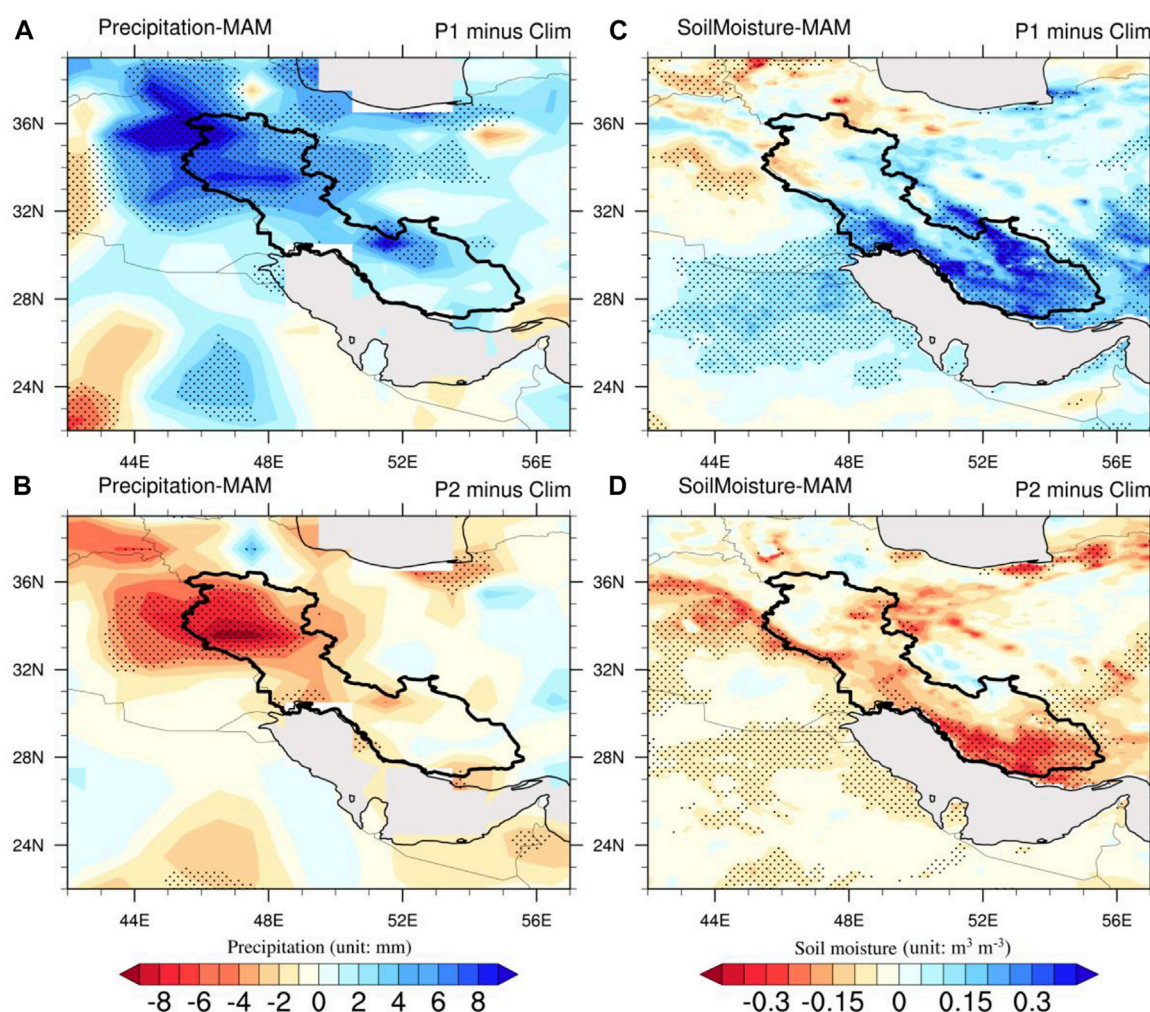 A Precipitation-MAM P1 minus Clim
36N
32N
28N
24N
44E 48E 52E 56E
C SoilMoisture-MAM P1 minus Clim
36N
32N
28N
24N
44E 48E 52E 56E
B Precipitation-MAM P2 minus Clim
36N
32N
28N
24N
44E 48E 52E 56E
Precipitation (unit: mm)
-8 -6 -4 -2 0 2 4 6 8
D SoilMoisture-MAM P2 minus Clim
36N
32N
28N
24N
44E 48E 52E 56E
Soil moisture (unit: m³ m⁻³)
-0.3 -0.15 0 0.15 0.3